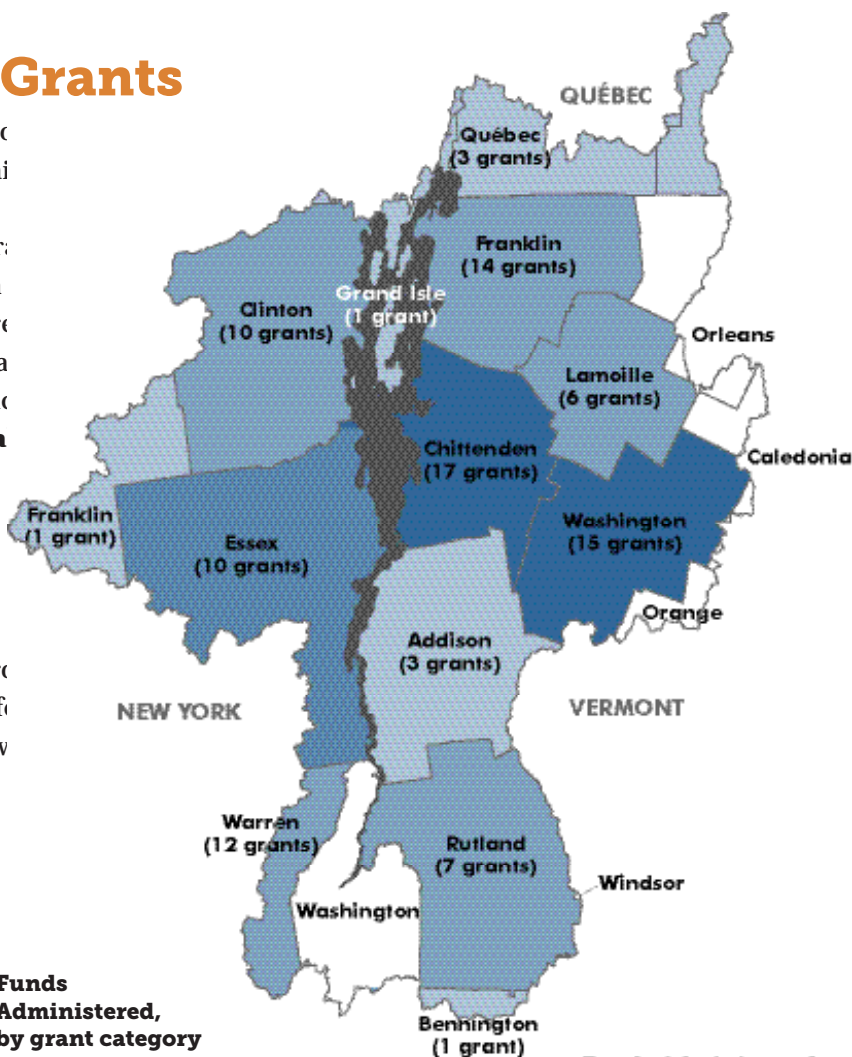 Grants
QUÉBEC
Québec
(3 grants)
Franklin
(14 grants)
Grand Isle
(1 grant)
Clinton
(10 grants)
Orleans
Lamoille
(6 grants)
Chittenden
(17 grants)
Caledonia
Franklin
(1 grant)
Essex
(10 grants)
Washington
(15 grants)
Orange
Addison
(3 grants)
NEW YORK
VERMONT
Warren
(12 grants)
Rutland
(7 grants)
Windsor
Washington
Funds
Administered,
by grant category
Bennington
(1 grant)